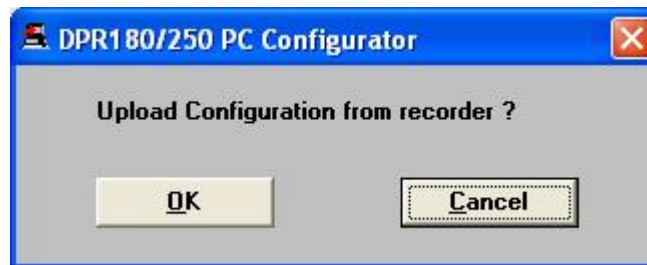 DPR180/250 PC Configurator
Upload Configuration from recorder ?
OK Cancel